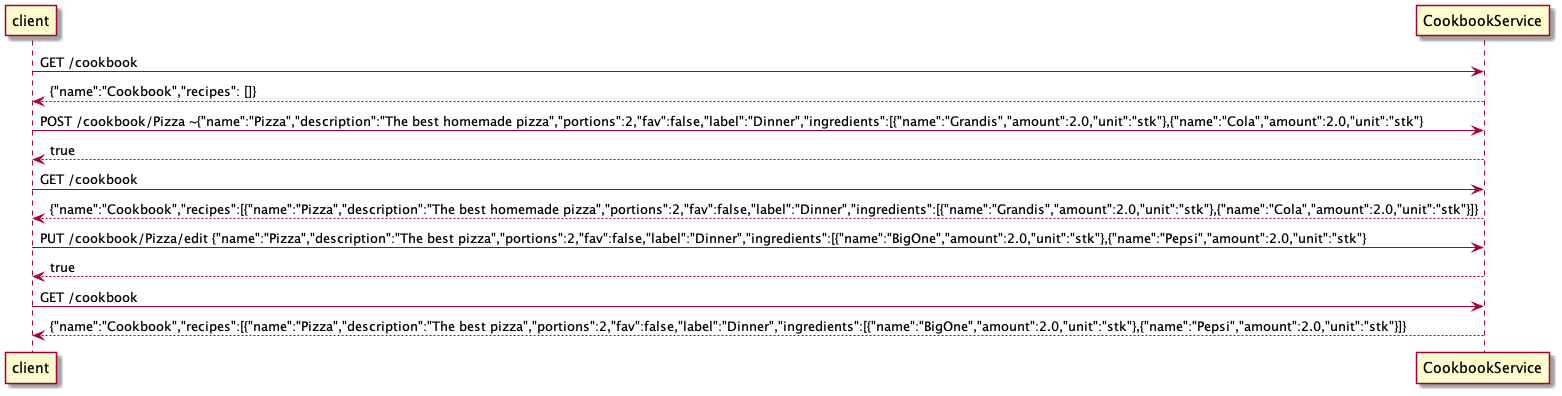 client
CookbookService
GET /cookbook
{"name":"Cookbook","recipes": []}
POST /cookbook/Pizza ~{"name":"Pizza","description":"The best homemade pizza","portions":2,"fav":false,"label":"Dinner","ingredients":[{"name":"Grandis","amount":2.0,"unit":"stk"},{"name":"Cola","amount":2.0,"unit":"stk"}
true
GET /cookbook
{"name":"Cookbook","recipes":[{"name":"Pizza","description":"The best homemade pizza","portions":2,"fav":false,"label":"Dinner","ingredients":[{"name":"Grandis","amount":2.0,"unit":"stk"},{"name":"Cola","amount":2.0,"unit":"stk"}]}
PUT /cookbook/Pizza/edit {"name":"Pizza","description":"The best pizza","portions":2,"fav":false,"label":"Dinner","ingredients":[{"name":"BigOne","amount":2.0,"unit":"stk"},{"name":"Pepsi","amount":2.0,"unit":"stk"}
true
GET /cookbook
{"name":"Cookbook","recipes":[{"name":"Pizza","description":"The best pizza","portions":2,"fav":false,"label":"Dinner","ingredients":[{"name":"BigOne","amount":2.0,"unit":"stk"},{"name":"Pepsi","amount":2.0,"unit":"stk"}]}
client
CookbookService